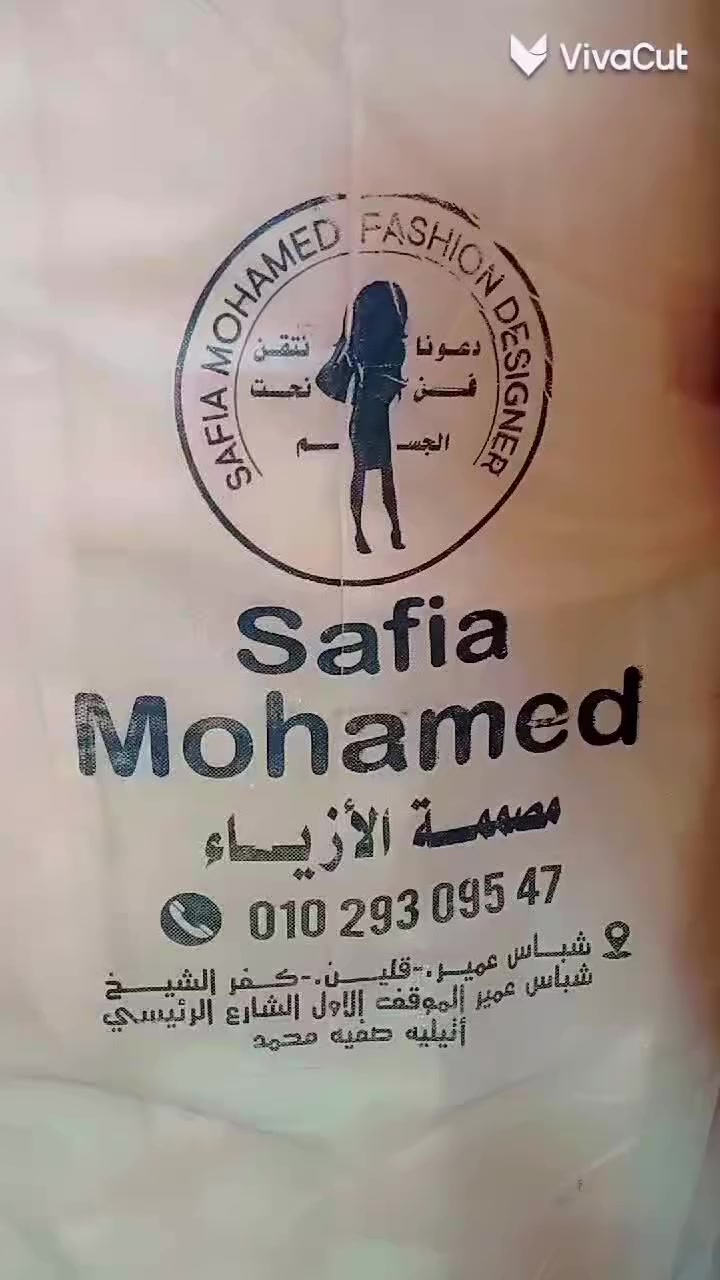 VivaCut
SAFIA MOHAMED FASHION DESIGNER
دعونا نتقن
فن نحت
الجسم
Safia
Mohamed
مصممة الأزياء
010 293 095 47
شباس عمير.-قلين.-كفر الشيخ
شباس عمير الموقف الاول الشارع الرئيسي
أتيليه صفيه محمد